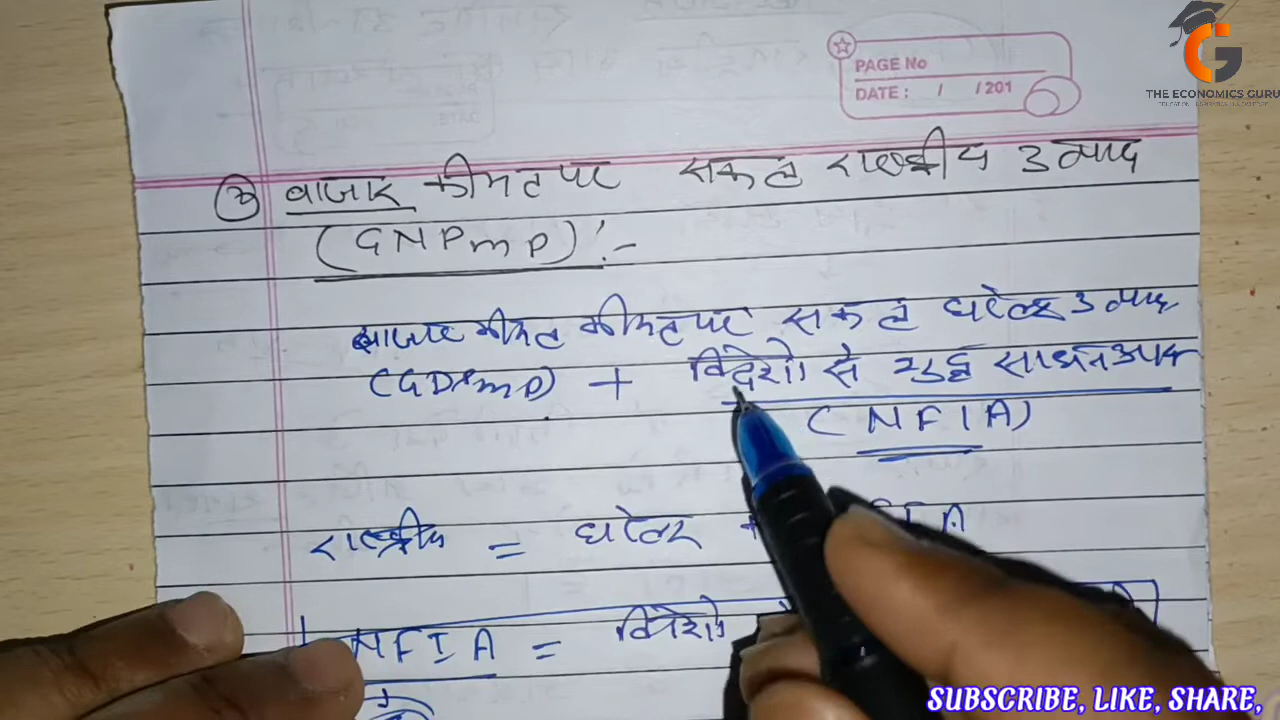 PAGE No
DATE : / / 201
G
THE ECONOMICS GURU
③ बाजार कीमत पर सकल राष्ट्रीय उत्पाद
(GNPmp) :-
बाजार कीमत कीमत पर सकल घरेलू उत्पाद
(GDPmp) + विदेशों से शुद्ध साधन आय
(NFIA)
राष्ट्रीय = घरेलू +
NFIA = विदेशों
SUBSCRIBE, LIKE, SHARE,